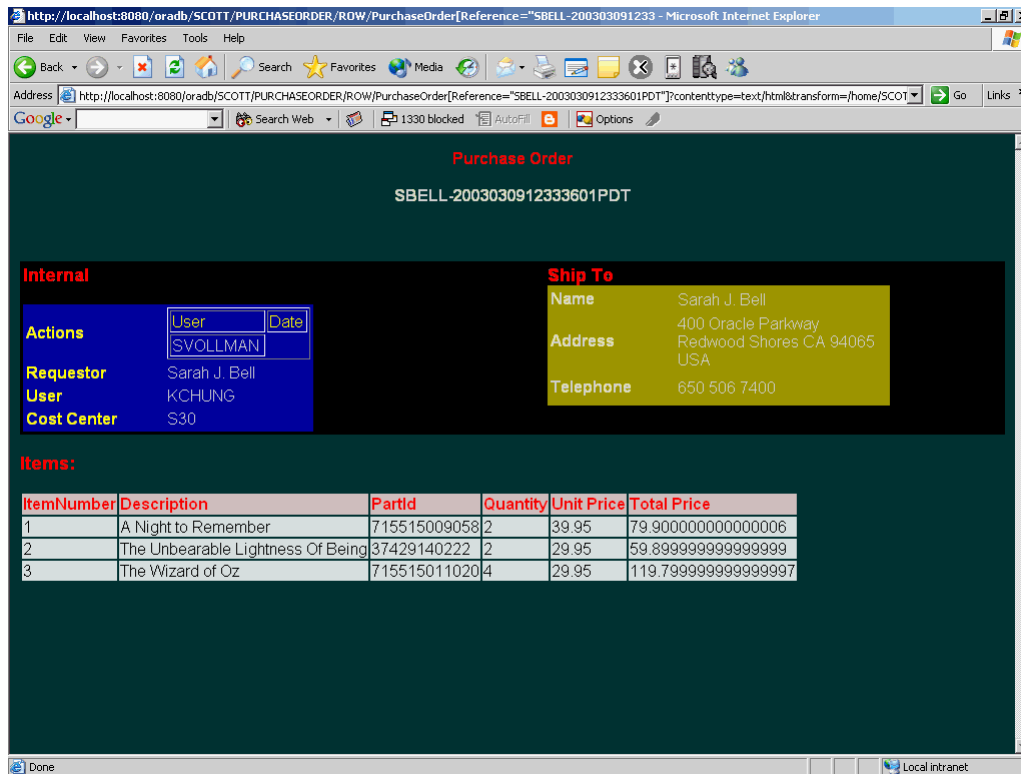 http://localhost:8080/oradb/SCOTT/PURCHASEORDER/ROW/PurchaseOrder[Reference="SBELL-200303091233 - Microsoft Internet Explorer
File Edit View Favorites Tools Help
Back Search Favorites Media
Address http://localhost:8080/oradb/SCOTT/PURCHASEORDER/ROW/PurchaseOrder[Reference="SBELL-2003030912333601PDT"]?contenttype=text/html&transform=/home/SCOT Go Links
Google Search Web 1330 blocked AutoFill Options
Purchase Order
SBELL-2003030912333601PDT
Internal
Actions User Date
SVOLLMAN
Requestor Sarah J. Bell
User KCHUNG
Cost Center S30
Ship To
Name Sarah J. Bell
Address 400 Oracle Parkway
Redwood Shores CA 94065
USA
Telephone 650 506 7400
Items:
ItemNumber Description PartId Quantity Unit Price Total Price
1 A Night to Remember 715515009058 2 39.95 79.900000000000006
2 The Unbearable Lightness Of Being 37429140222 2 29.95 59.899999999999999
3 The Wizard of Oz 715515011020 4 29.95 119.799999999999997
Done Local intranet